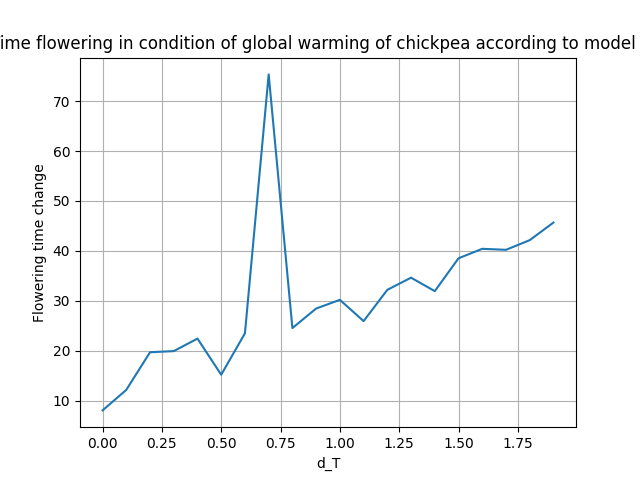 ime flowering in condition of global warming of chickpea according to model
70
60
50
40
30
20
10
Flowering time change
0.00 0.25 0.50 0.75 1.00 1.25 1.50 1.75
d_T